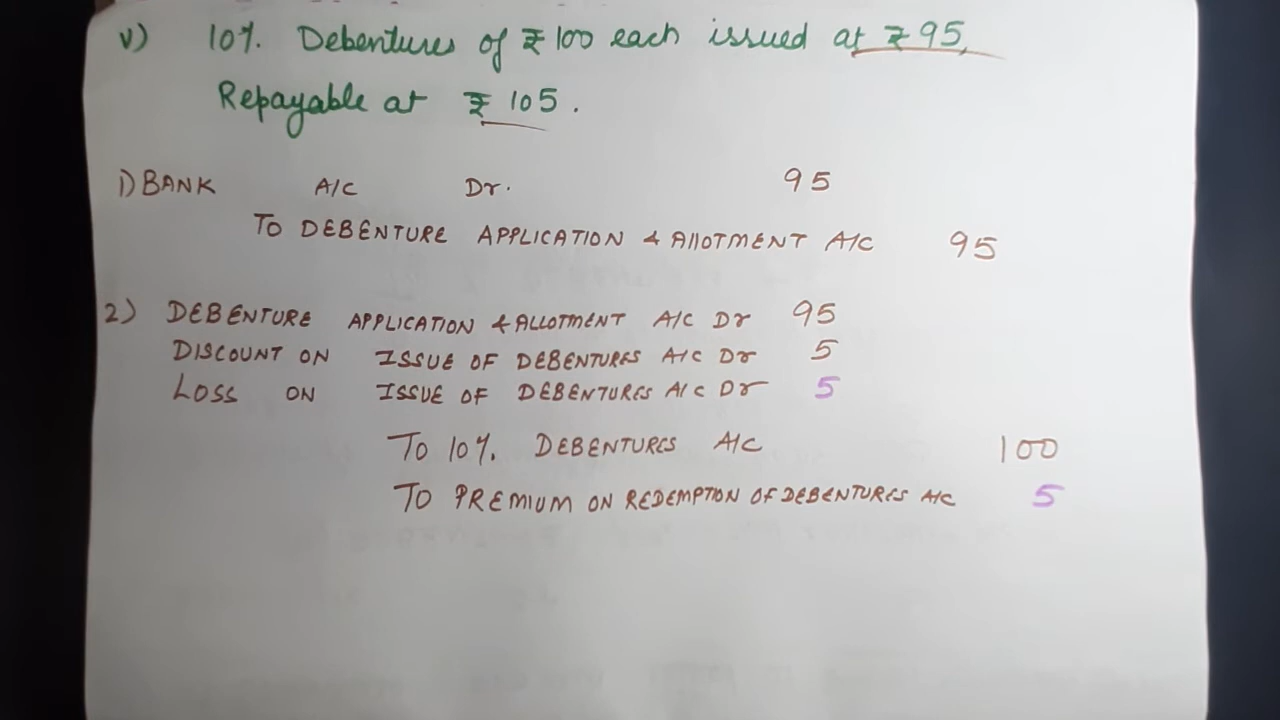 v) 10%. Debentures of ₹ 100 each issued at ₹ 95,
Repayable at ₹ 105.
1) BANK A/C Dr. 95
TO DEBENTURE APPLICATION & AllOTMENT A/C 95
2) DEBENTURE APPLICATION & ALLOTMENT A/C Dr 95
DISCOUNT ON ISSUE OF DEBENTURES A/C Dr 5
LOSS ON ISSUE OF DEBENTURES A/C Dr 5
TO 10%. DEBENTURES A/C 100
TO PREMIUM ON REDEMPTION OF DEBENTURES A/C 5